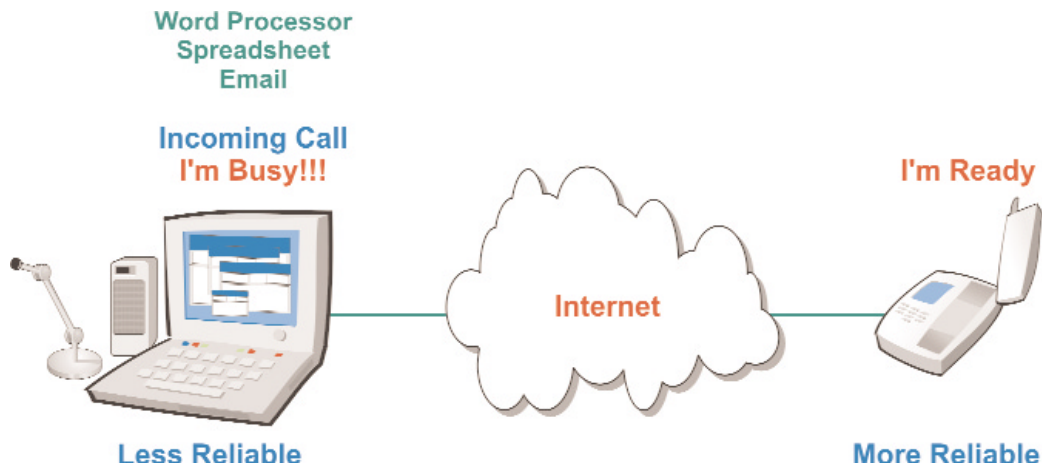 Word Processor
Spreadsheet
Email
Incoming Call
I'm Busy!!!
I'm Ready
Internet
Less Reliable
More Reliable